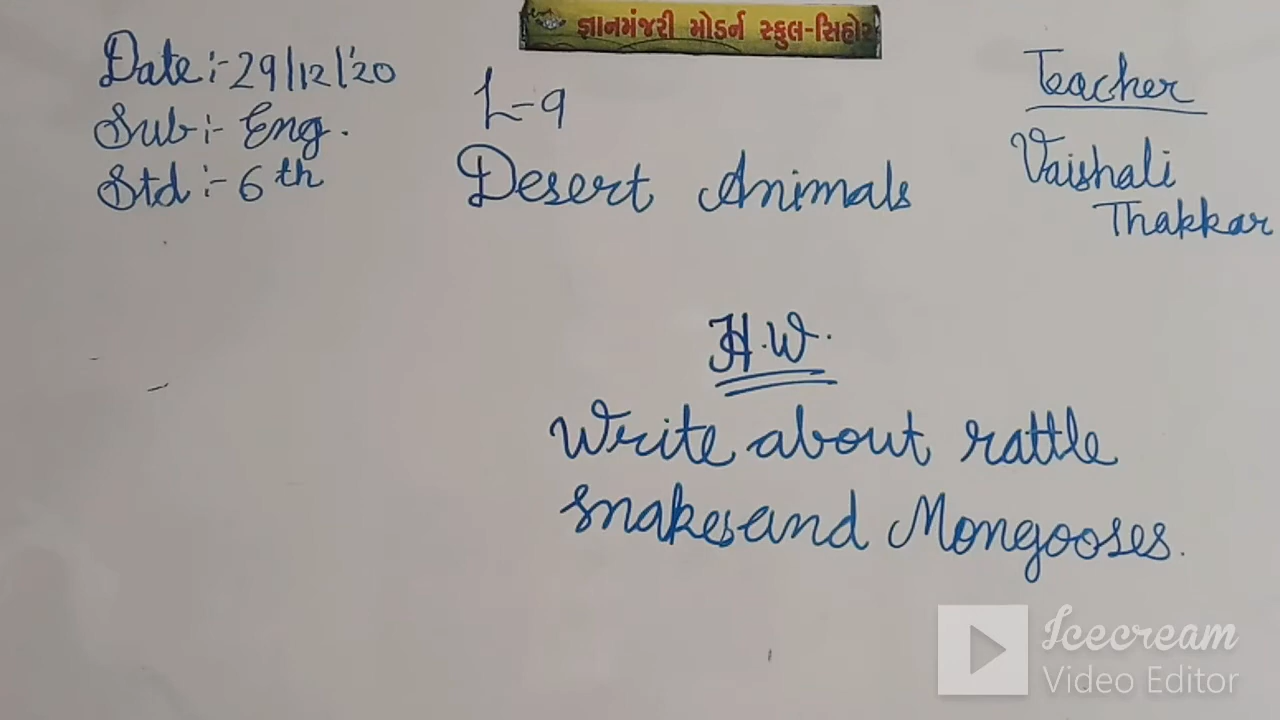 જ્ઞાનમંજરી મોડર્ન સ્કુલ-સિહોર
Date:-29/12/'20
Sub:- Eng.
Std:- 6th
L-9
Desert Animals
Teacher
Vaishali
Thakkar
H.W.
Write about rattle
snakes and Mongooses.
Icecream
Video Editor